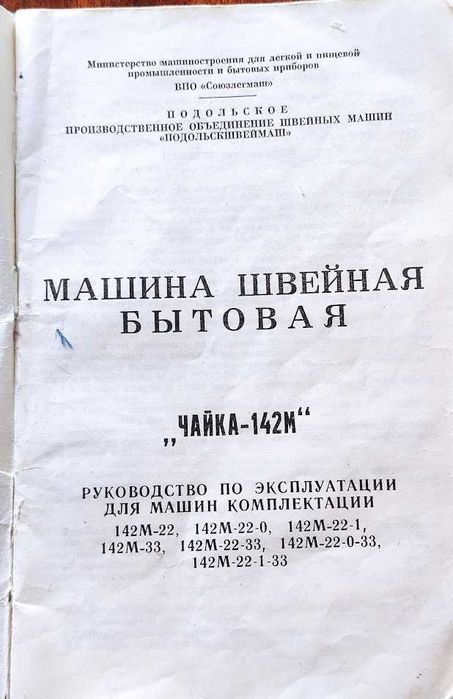 Министерство машиностроения для легкой и пищевой
промышленности и бытовых приборов
ВПО «Союзлегмаш»
ПОДОЛЬСКОЕ
ПРОИЗВОДСТВЕННОЕ ОБЪЕДИНЕНИЕ ШВЕЙНЫХ МАШИН
«ПОДОЛЬСКШВЕЙМАШ»
МАШИНА ШВЕЙНАЯ
БЫТОВАЯ
„ЧАЙКА-142М“
РУКОВОДСТВО ПО ЭКСПЛУАТАЦИИ
ДЛЯ МАШИН КОМПЛЕКТАЦИИ
142М-22, 142М-22-0, 142М-22-1,
142М-33, 142М-22-33, 142М-22-0-33,
142М-22-1-33